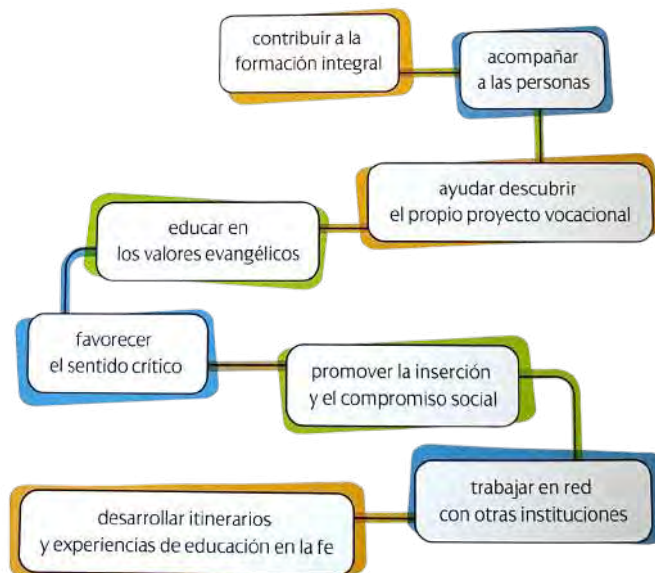 contribuir a la
formación integral
acompañar
a las personas
ayudar descubrir
el propio proyecto vocacional
educar en
los valores evangélicos
favorecer
el sentido crítico
promover la inserción
y el compromiso social
trabajar en red
con otras instituciones
desarrollar itinerarios
y experiencias de educación en la fe